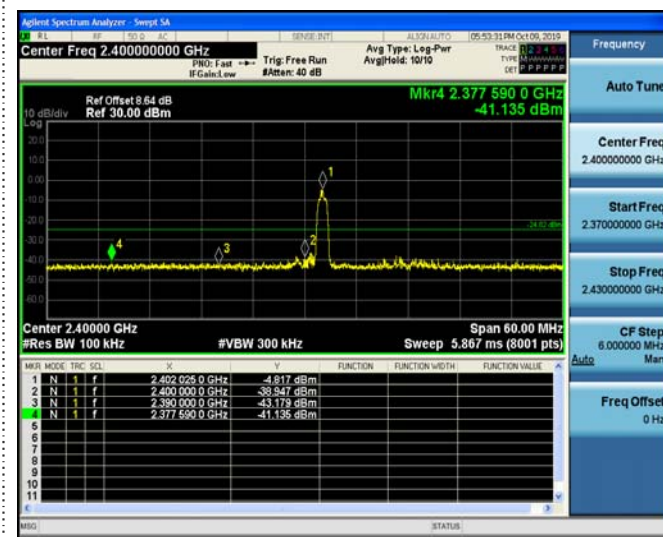 Agilent Spectrum Analyzer - Swept SA
RL RF 50 Ω AC SENSE:INT ALIGNAUTO 05:53:31 PM Oct 09, 2019
Center Freq 2.400000000 GHz
PNO: Fast
IFGain:Low
Trig: Free Run
#Atten: 40 dB
Avg Type: Log-Pwr
Avg|Hold: 10/10
TRACE 1 2 3 4 5 6
TYPE M
DET P P P P P P
Ref Offset 8.64 dB
Ref 30.00 dBm
10 dB/div
Log
Mkr4 2.377 590 0 GHz
-41.135 dBm
20.0
10.0
0.00
-10.0
-20.0
-30.0
-40.0
-50.0
-60.0
1
2
3
4
-24.82 dBm
Center 2.40000 GHz
#Res BW 100 kHz
#VBW 300 kHz
Span 60.00 MHz
Sweep 5.867 ms (8001 pts)
MKR MODE TRC SCL X Y FUNCTION FUNCTION WIDTH FUNCTION VALUE
1 N 1 f 2.402 025 0 GHz -4.817 dBm
2 N 1 f 2.400 000 0 GHz -38.947 dBm
3 N 1 f 2.390 000 0 GHz -43.179 dBm
4 N 1 f 2.377 590 0 GHz -41.135 dBm
5
6
7
8
9
10
11
MSG STATUS
Frequency
Auto Tune
Center Freq
2.400000000 GHz
Start Freq
2.370000000 GHz
Stop Freq
2.430000000 GHz
CF Step
6.000000 MHz
Auto Man
Freq Offset
0 Hz